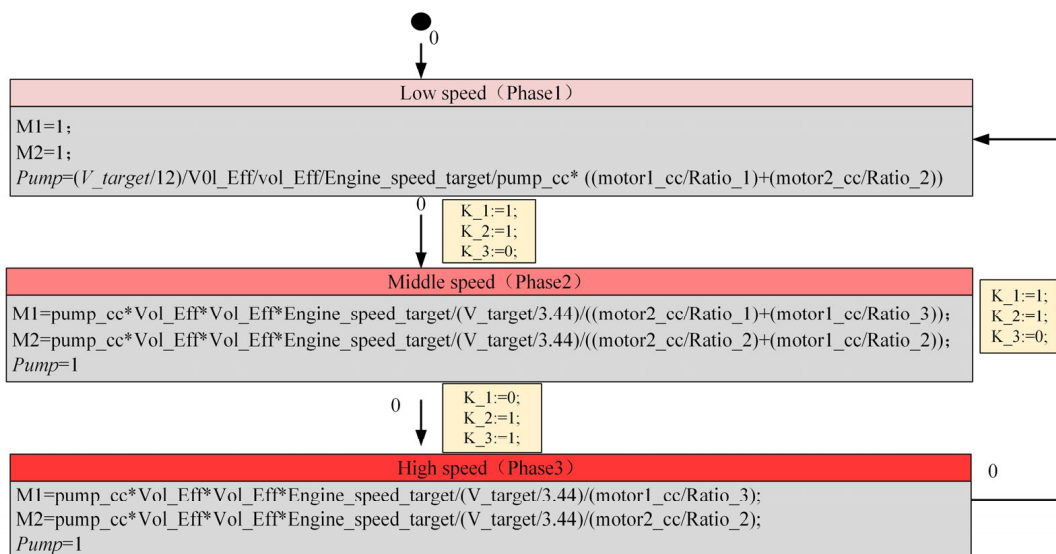 0
Low speed（Phase1）
M1=1；
M2=1；
Pump=(V_target/12)/V0l_Eff/vol_Eff/Engine_speed_target/pump_cc* ((motor1_cc/Ratio_1)+(motor2_cc/Ratio_2))
0
K_1:=1;
K_2:=1;
K_3:=0;
Middle speed（Phase2）
M1=pump_cc*Vol_Eff*Vol_Eff*Engine_speed_target/(V_target/3.44)/((motor2_cc/Ratio_1)+(motor1_cc/Ratio_3))；
M2=pump_cc*Vol_Eff*Vol_Eff*Engine_speed_target/(V_target/3.44)/((motor2_cc/Ratio_2)+(motor1_cc/Ratio_2))；
Pump=1
K_1:=1;
K_2:=1;
K_3:=0;
0
K_1:=0;
K_2:=1;
K_3:=1;
High speed（Phase3）
M1=pump_cc*Vol_Eff*Vol_Eff*Engine_speed_target/(V_target/3.44)/(motor1_cc/Ratio_3);
M2=pump_cc*Vol_Eff*Vol_Eff*Engine_speed_target/(V_target/3.44)/(motor2_cc/Ratio_2);
Pump=1
0